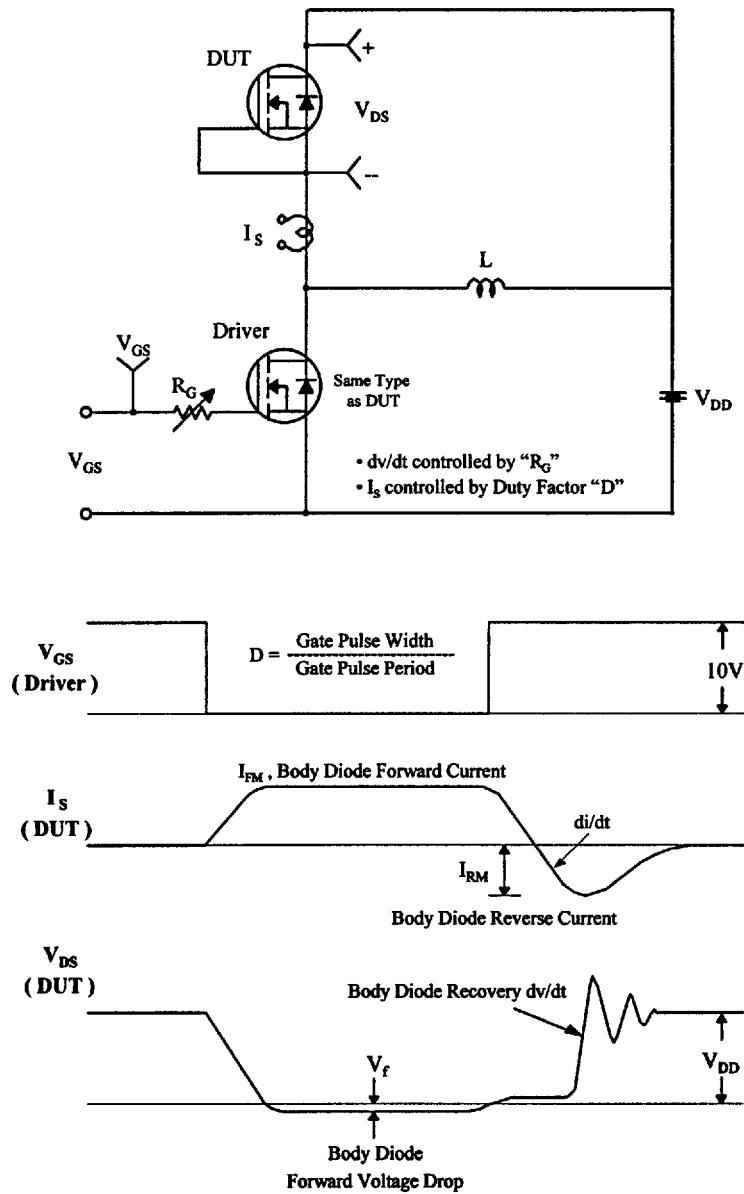 DUT
+
V_DS
--
I_S
L
Driver
V_GS
R_G
Same Type
as DUT
V_DD
V_GS
• dv/dt controlled by “R_G”
• I_S controlled by Duty Factor “D”
V_GS
( Driver )
D = Gate Pulse Width
Gate Pulse Period
10V
I_FM , Body Diode Forward Current
I_S
( DUT )
di/dt
I_RM
Body Diode Reverse Current
V_DS
( DUT )
Body Diode Recovery dv/dt
V_f
V_DD
Body Diode
Forward Voltage Drop